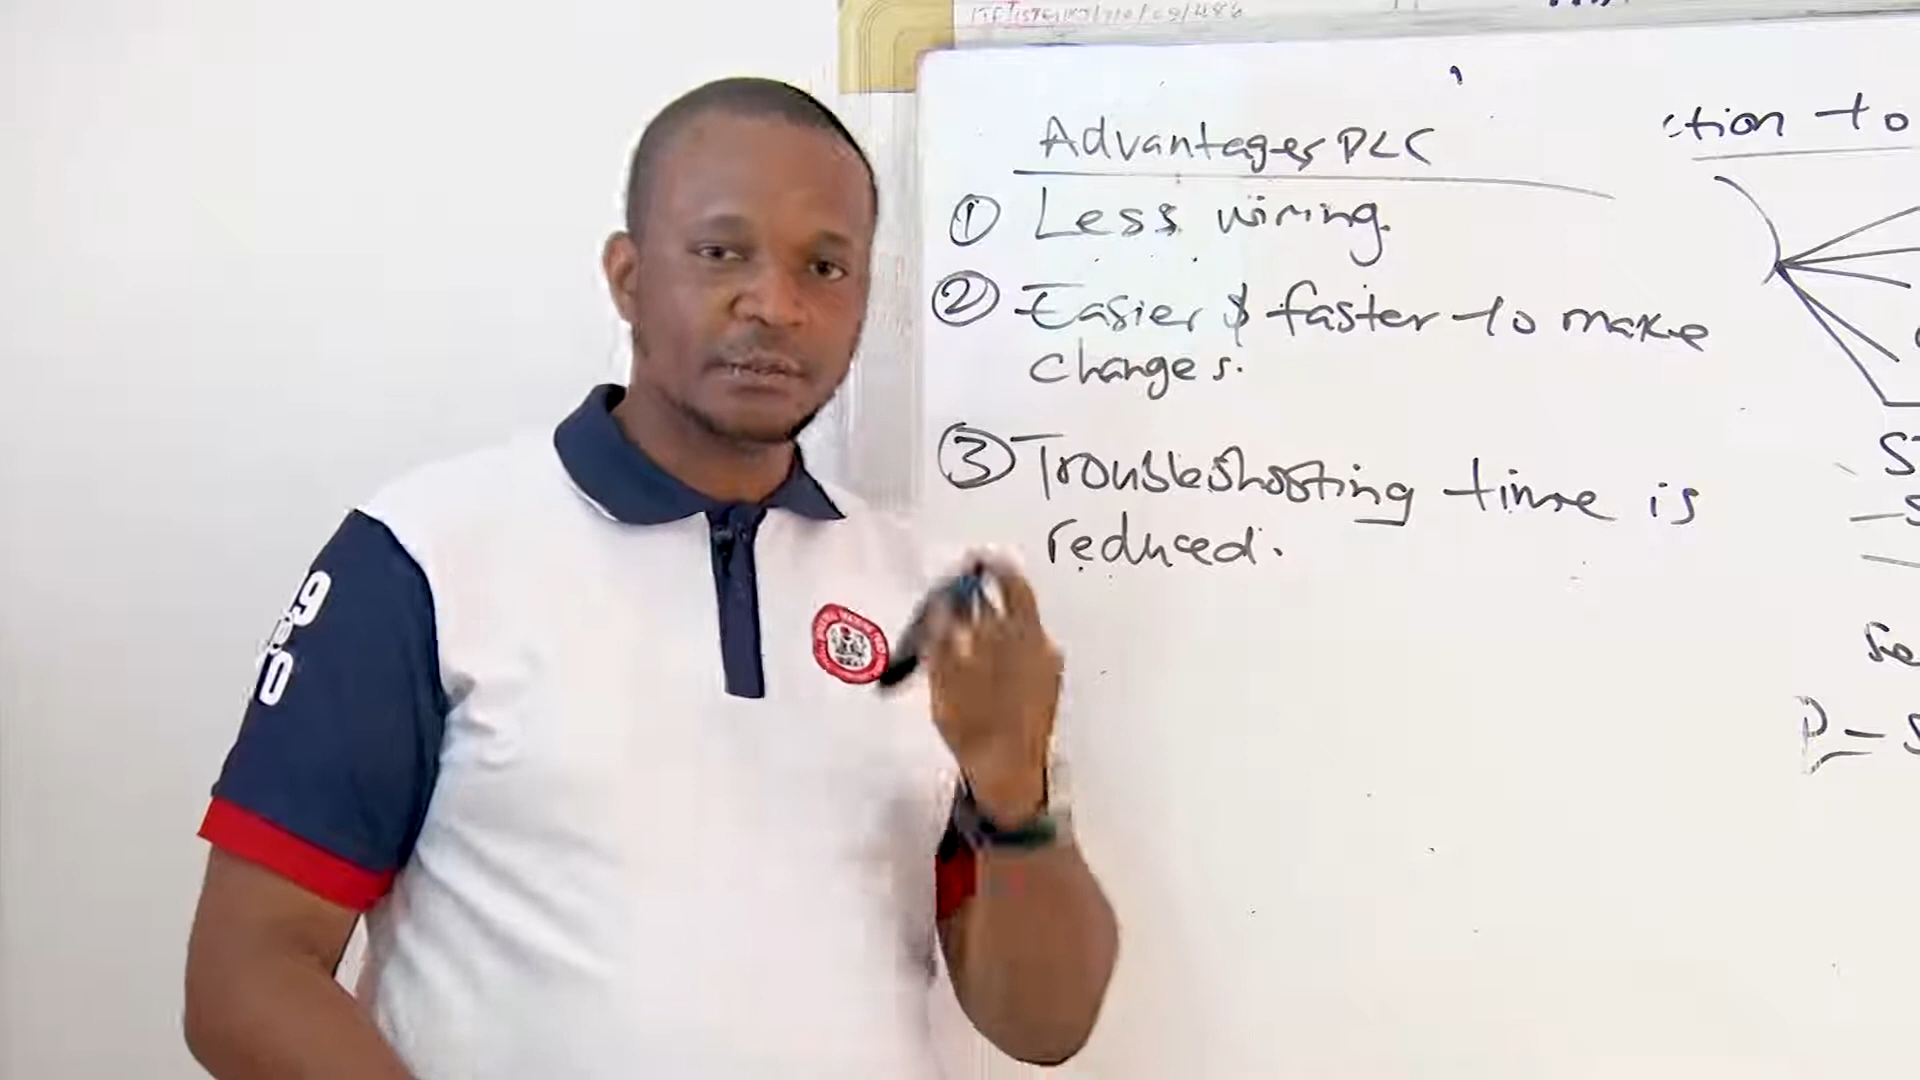 Advantages PLC
① Less wiring.
② Easier & faster to make
changes.
③ Troubleshooting time is
reduced.
ction to
P = S